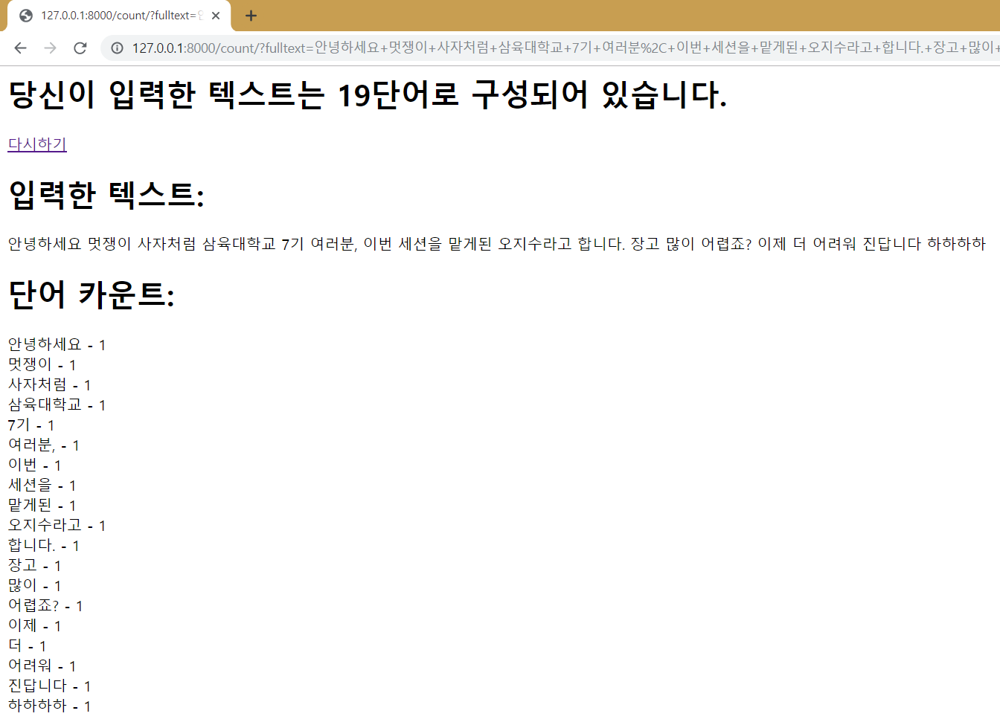 127.0.0.1:8000/count/?fulltext=
127.0.0.1:8000/count/?fulltext=안녕하세요+멋쟁이+사자처럼+삼육대학교+7기+여러분%2C+이번+세션을+맡게된+오지수라고+합니다.+장고+많이+
당신이 입력한 텍스트는 19단어로 구성되어 있습니다.
다시하기
입력한 텍스트:
안녕하세요 멋쟁이 사자처럼 삼육대학교 7기 여러분, 이번 세션을 맡게된 오지수라고 합니다. 장고 많이 어렵죠? 이제 더 어려워 진답니다 하하하하
단어 카운트:
안녕하세요 - 1
멋쟁이 - 1
사자처럼 - 1
삼육대학교 - 1
7기 - 1
여러분, - 1
이번 - 1
세션을 - 1
맡게된 - 1
오지수라고 - 1
합니다. - 1
장고 - 1
많이 - 1
어렵죠? - 1
이제 - 1
더 - 1
어려워 - 1
진답니다 - 1
하하하하 - 1